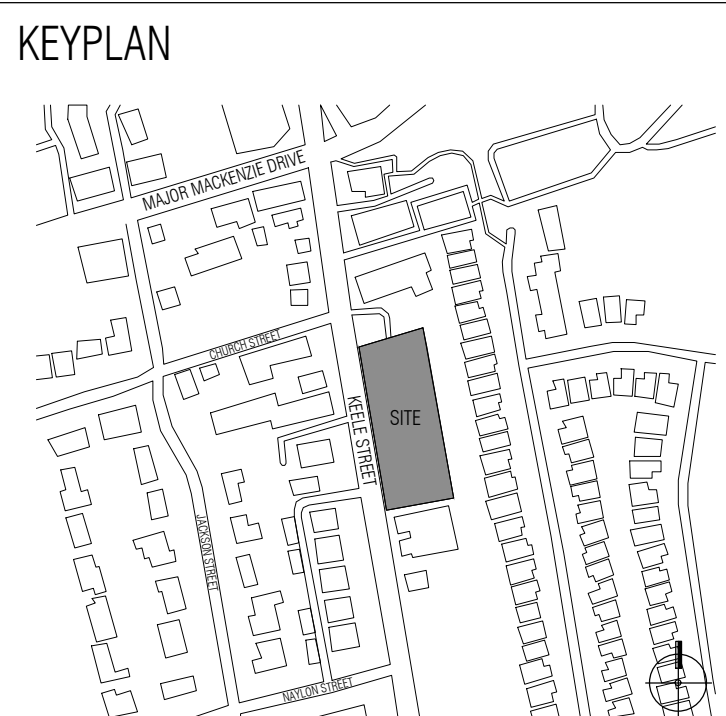 KEYPLAN
MAJOR MACKENZIE DRIVE
CHURCH STREET
KEELE STREET
SITE
JACKSON STREET
NAYLON STREET